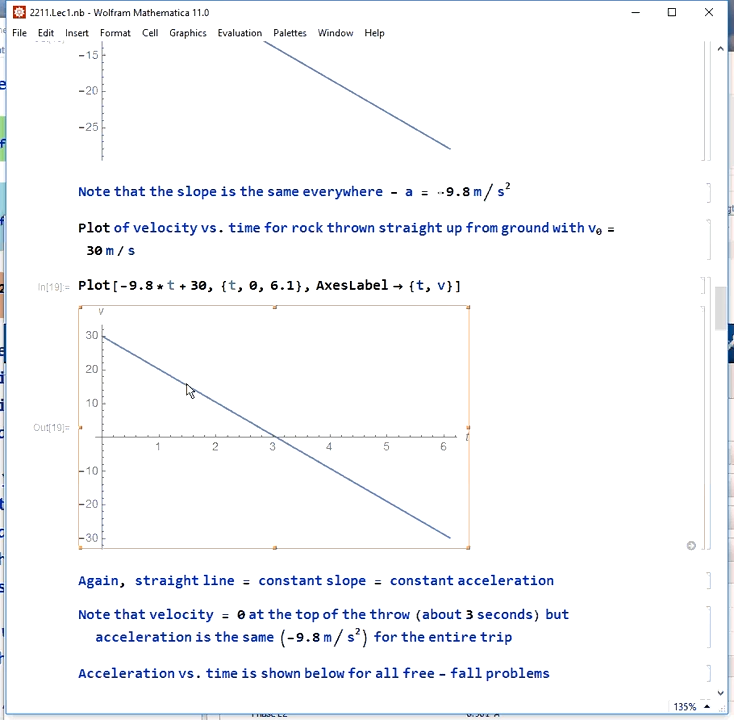 2211.Lec1.nb - Wolfram Mathematica 11.0
File Edit Insert Format Cell Graphics Evaluation Palettes Window Help
-15
-20
-25
Note that the slope is the same everywhere - a = -9.8 m / s²
Plot of velocity vs. time for rock thrown straight up from ground with v₀ =
30 m / s
In[19]:= Plot[-9.8 * t + 30, {t, 0, 6.1}, AxesLabel → {t, v}]
v
30
20
10
Out[19]=
t
1 2 3 4 5 6
-10
-20
-30
Again, straight line = constant slope = constant acceleration
Note that velocity = 0 at the top of the throw (about 3 seconds) but
acceleration is the same (-9.8 m / s²) for the entire trip
Acceleration vs. time is shown below for all free - fall problems
135%